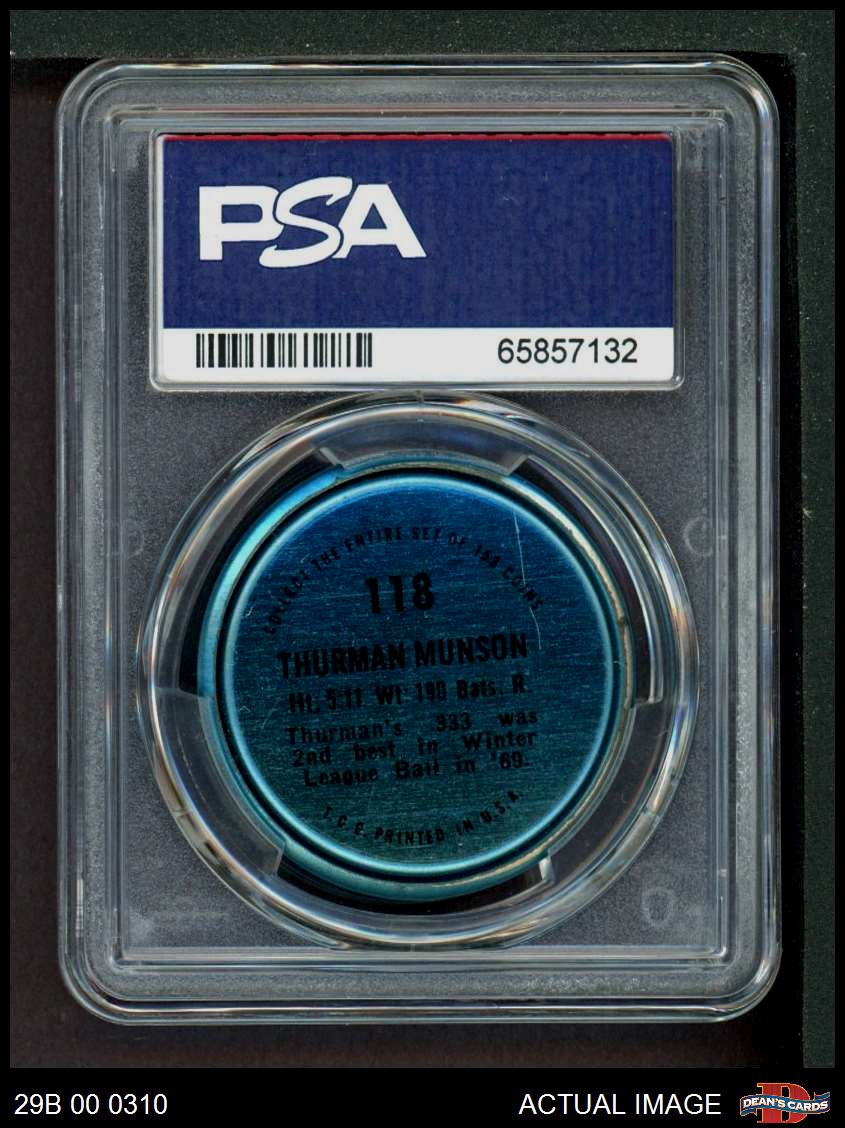 PSA
65857132
COLLECT THE ENTIRE SET OF 153 COINS
118
THURMAN MUNSON
Ht. 5.11 Wt. 190 Bats. R.
Thurman's .333 was
2nd best in Winter
League Ball in '69.
T.C.G. PRINTED IN U.S.A.
29B 00 0310
ACTUAL IMAGE
D
DEAN'S CARDS